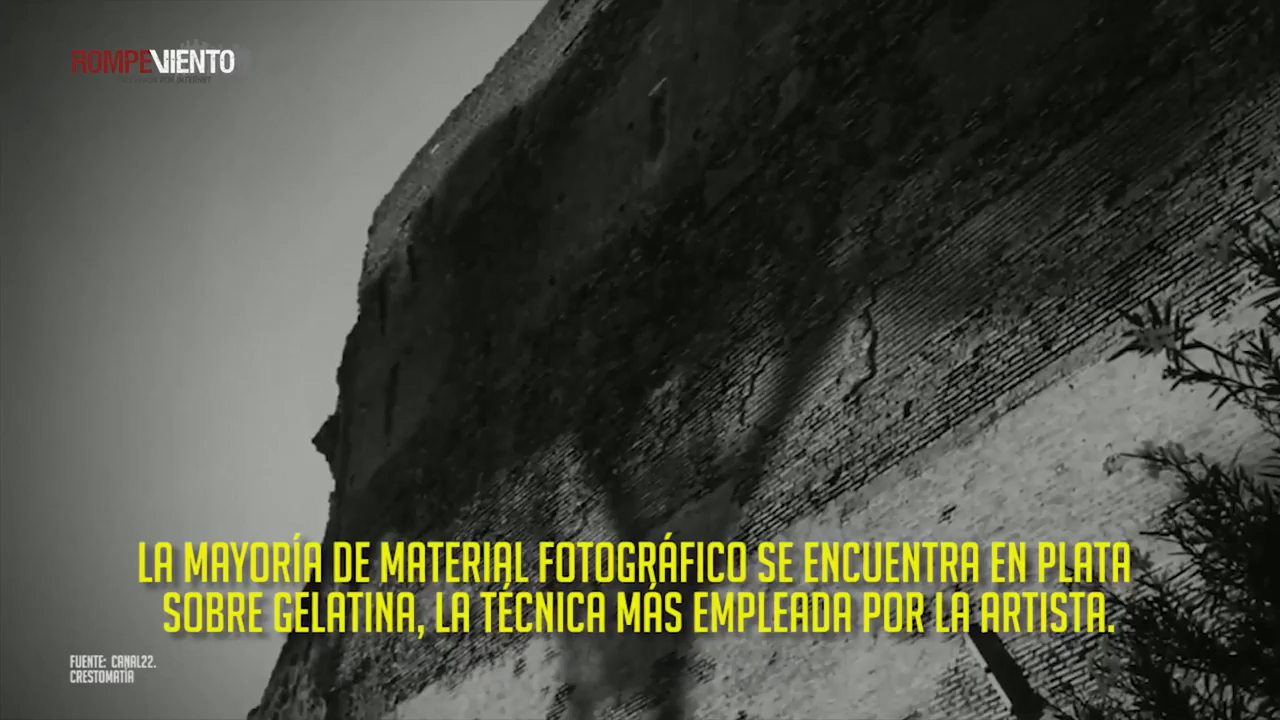 ROMPEVIENTO
LA MAYORÍA DE MATERIAL FOTOGRÁFICO SE ENCUENTRA EN PLATA
SOBRE GELATINA, LA TÉCNICA MÁS EMPLEADA POR LA ARTISTA.
FUENTE: CANAL22.
CRESTOMATÍA